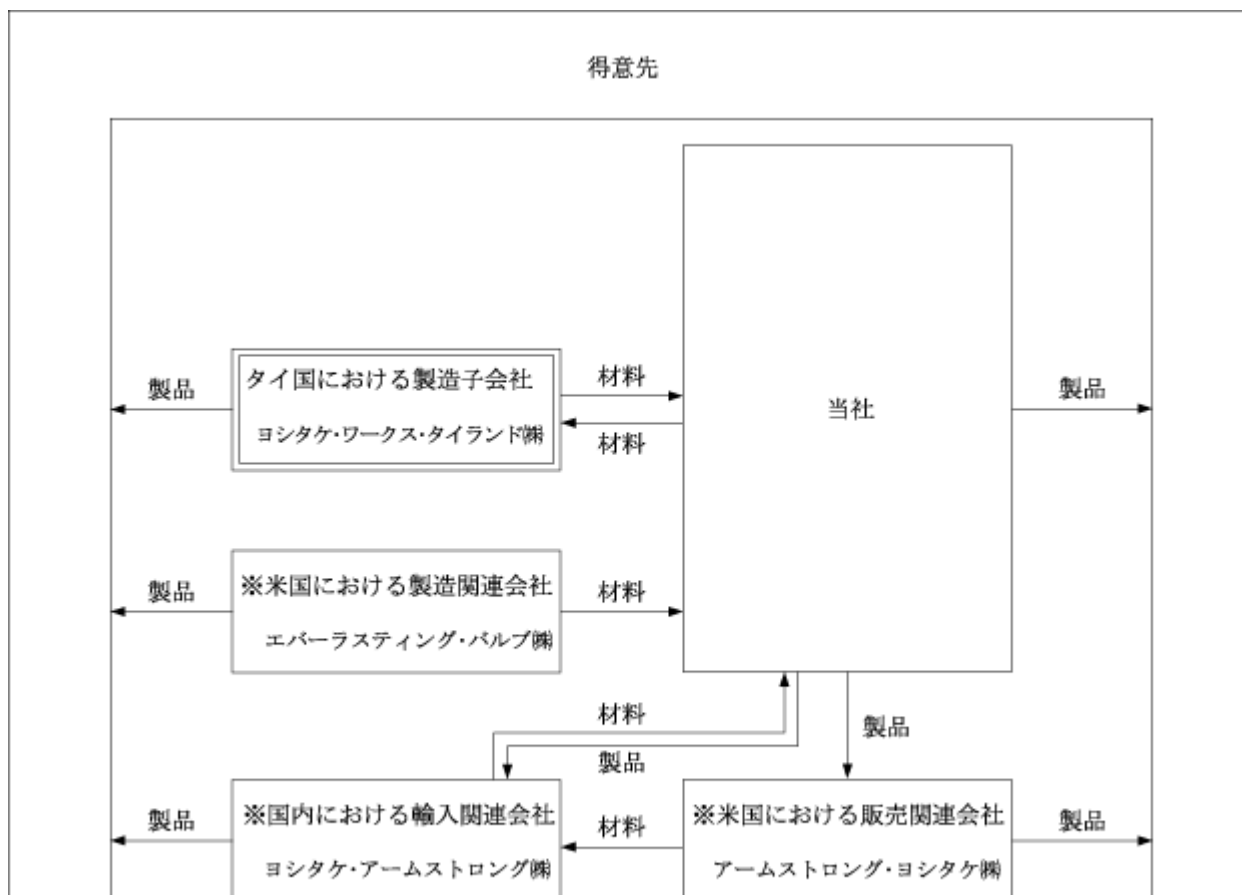 得意先
タイ国における製造子会社
ヨシタケ・ワークス・タイランド㈱
製品
材料
材料
当社
製品
※米国における製造関連会社
エバーラスティング・バルブ㈱
製品
材料
材料
製品
製品
※国内における輸入関連会社
ヨシタケ・アームストロング㈱
製品
材料
※米国における販売関連会社
アームストロング・ヨシタケ㈱
製品